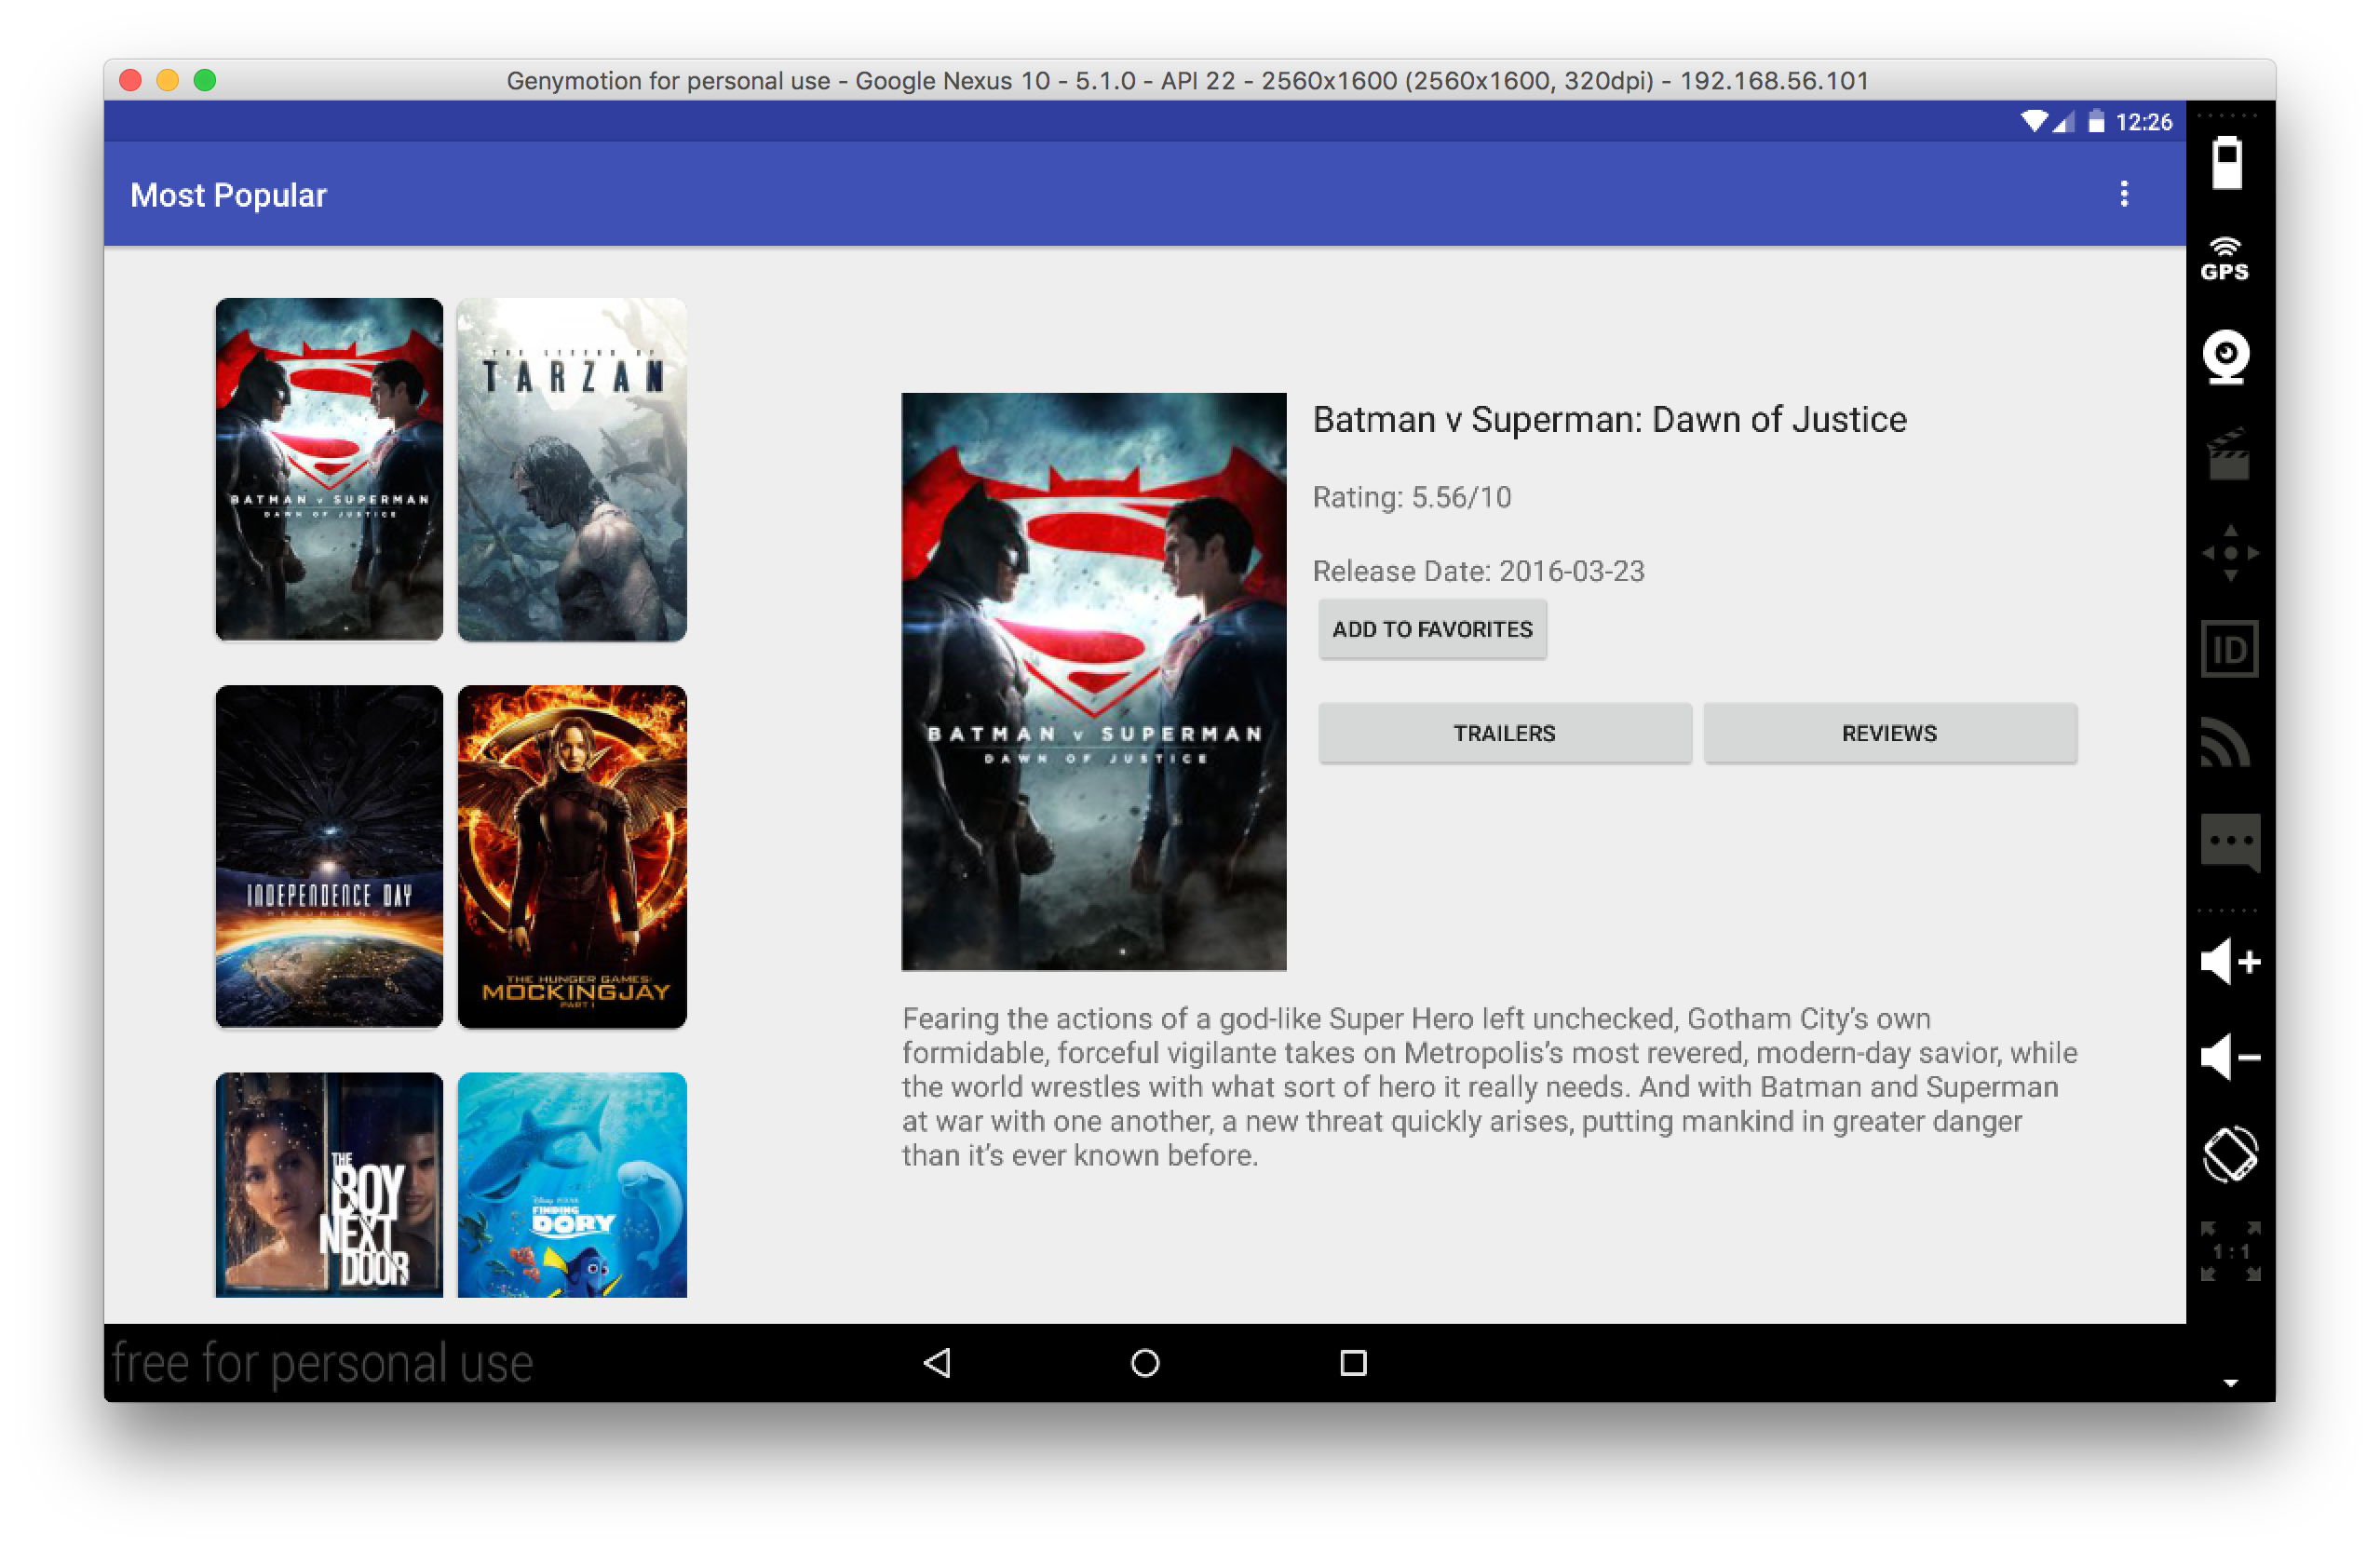 Genymotion for personal use - Google Nexus 10 - 5.1.0 - API 22 - 2560x1600 (2560x1600, 320dpi) - 192.168.56.101
12:26
Most Popular
GPS
THE LEGEND OF
TARZAN
BATMAN v SUPERMAN
DAWN OF JUSTICE
Batman v Superman: Dawn of Justice
Rating: 5.56/10
Release Date: 2016-03-23
ADD TO FAVORITES
TRAILERS
REVIEWS
BATMAN v SUPERMAN
DAWN OF JUSTICE
ID
INDEPENDENCE DAY
RESURGENCE
THE HUNGER GAMES:
MOCKINGJAY
PART 1
Fearing the actions of a god-like Super Hero left unchecked, Gotham City’s own
formidable, forceful vigilante takes on Metropolis’s most revered, modern-day savior, while
the world wrestles with what sort of hero it really needs. And with Batman and Superman
at war with one another, a new threat quickly arises, putting mankind in greater danger
than it’s ever known before.
THE
BOY
NEXT
DOOR
Disney PIXAR
FINDING
DORY
1:1
free for personal use